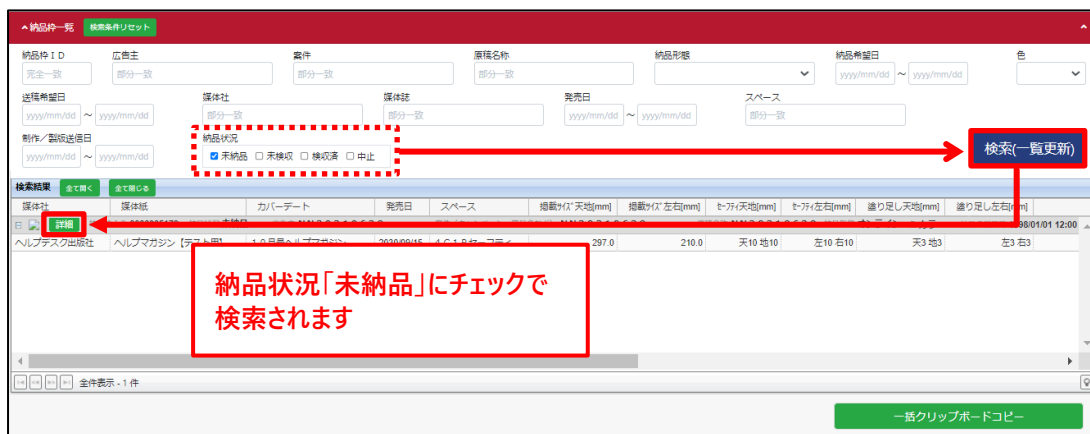 納品枠一覧 検索条件リセット
納品枠ＩＤ 広告主 案件 原稿名称 納品形態 納品希望日 色
完全一致 部分一致 部分一致 部分一致 yyyy/mm/dd ～ yyyy/mm/dd
送稿希望日 媒体社 媒体誌 発売日 スペース
yyyy/mm/dd ～ yyyy/mm/dd 部分一致 部分一致 yyyy/mm/dd ～ yyyy/mm/dd 部分一致
制作／製版送信日 納品状況
yyyy/mm/dd ～ yyyy/mm/dd 未納品 未検収 検収済 中止 検索(一覧更新)
検索結果 全て開く 全て閉じる
媒体社 媒体紙 カバーデート 発売日 スペース 掲載ｻｲｽﾞ天地[mm] 掲載ｻｲｽﾞ左右[mm] ｾｰﾌﾃｨ天地[mm] ｾｰﾌﾃｨ左右[mm] 塗り足し天地[mm] 塗り足し左右[mm]
詳細 12:00
ヘルプデスク出版社 ヘルプマガジン【テスト用】 297.0 210.0 天10 地10 左10 右10 天3 地3 左3 右3
納品状況「未納品」にチェックで
検索されます
全件表示 - 1 件
一括クリップボードコピー